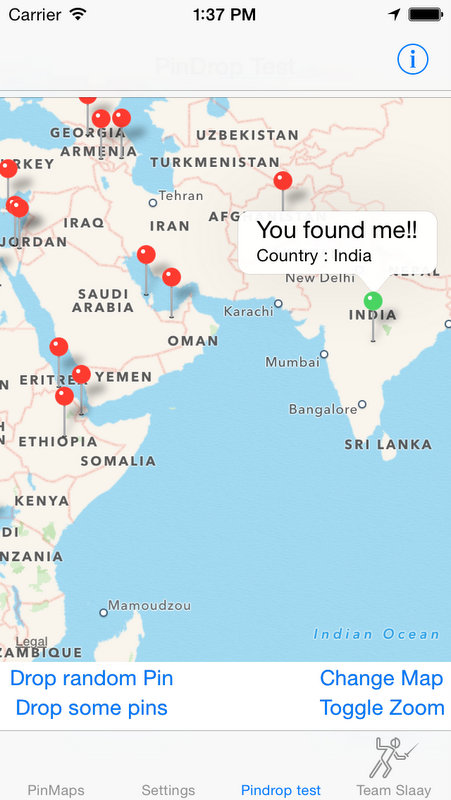 Carrier 1:37 PM
PinDrop Test
GEORGIA
UZBEKISTAN
ARMENIA
TURKMENISTAN
RKEY
Tehran
IRAQ
IRAN
JORDAN
You found me!!
Country : India
NEPAL
New Delhi
SAUDI
ARABIA
Karachi
INDIA
OMAN
Mumbai
ERITREA
YEMEN
Bangalore
ETHIOPIA
SRI LANKA
SOMALIA
KENYA
DI
NZANIA
Mamoudzou
Indian Ocean
Legal
ZAMBIQUE
Drop random Pin Change Map
Drop some pins Toggle Zoom
PinMaps Settings Pindrop test Team Slaay